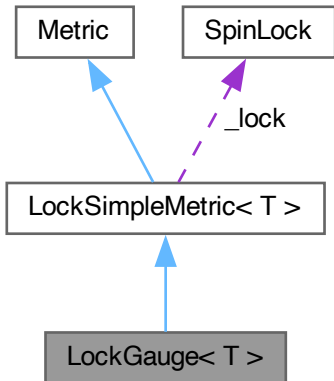 Metric
SpinLock
_lock
LockSimpleMetric< T >
LockGauge< T >